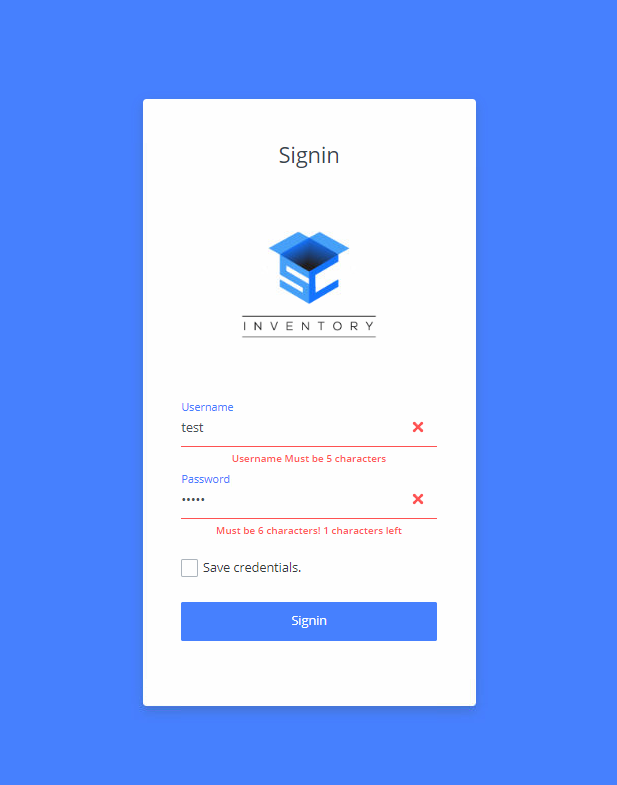 Signin
SC
INVENTORY
Username
test
Username Must be 5 characters
Password
•••••
Must be 6 characters! 1 characters left
Save credentials.
Signin